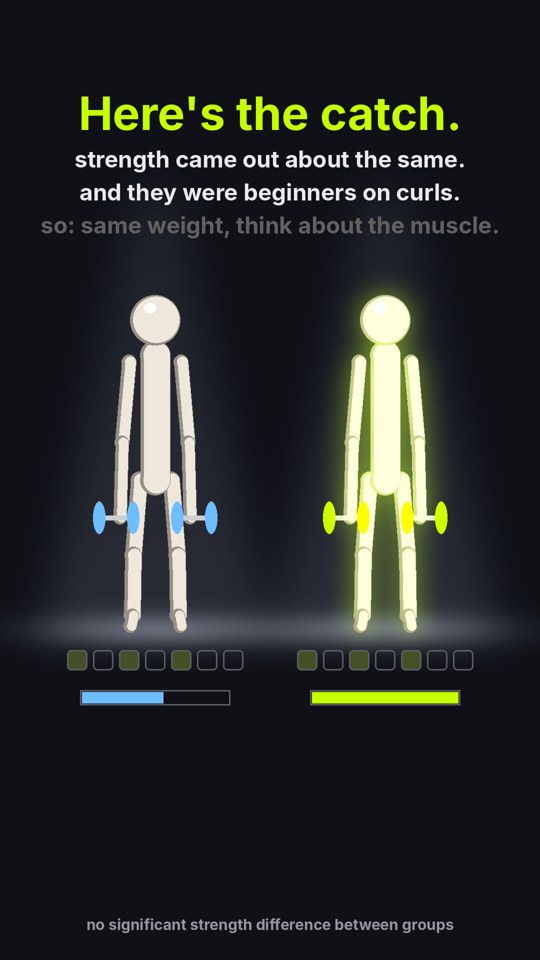 Here's the catch.
strength came out about the same.
and they were beginners on curls.
so: same weight, think about the muscle.
no significant strength difference between groups